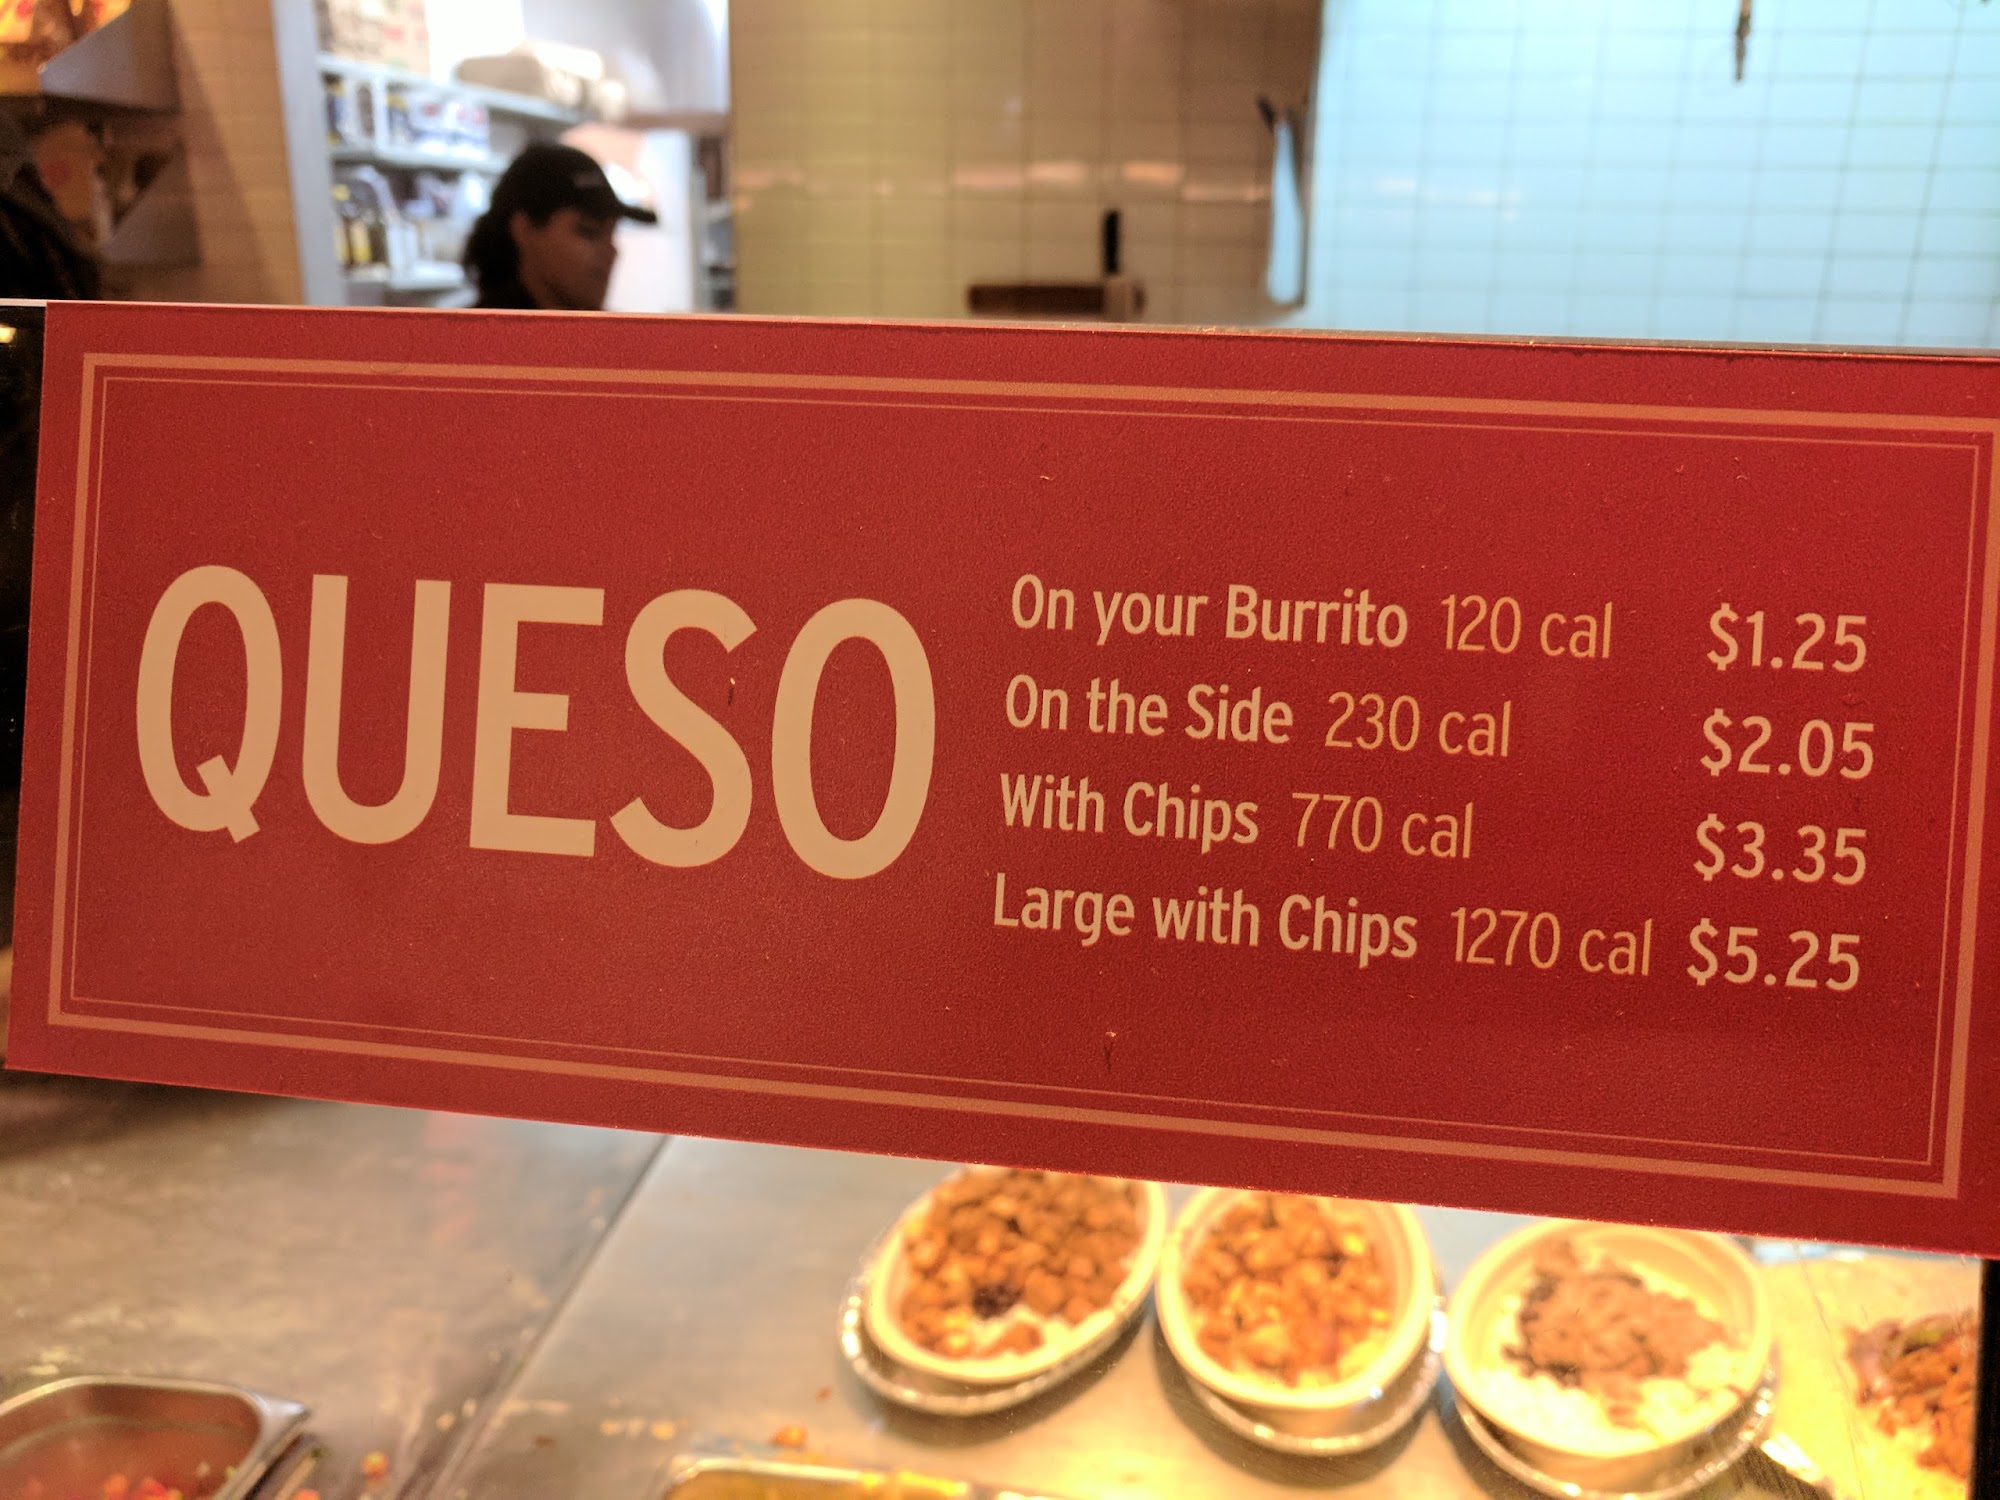 QUESO
On your Burrito 120 cal $1.25
On the Side 230 cal $2.05
With Chips 770 cal $3.35
Large with Chips 1270 cal $5.25